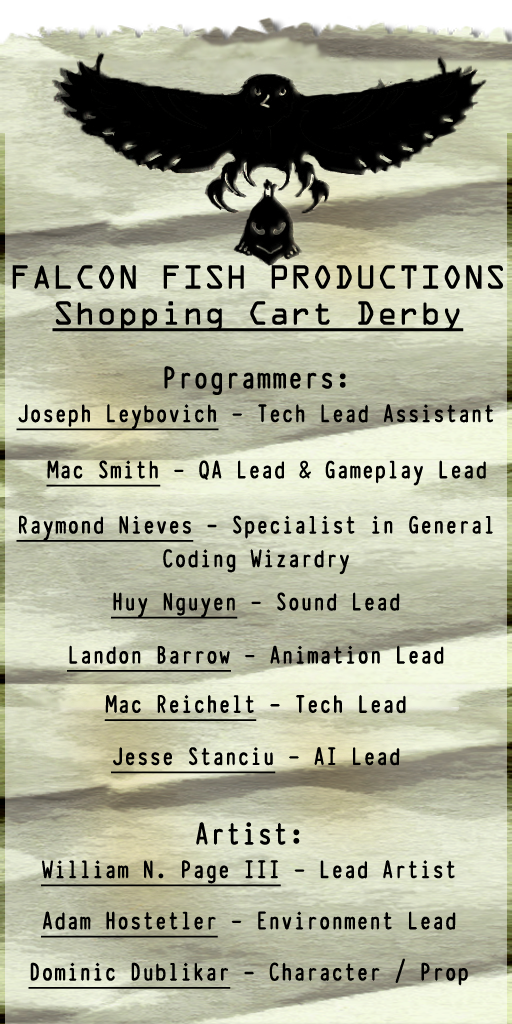 FALCON FISH PRODUCTIONS
Shopping Cart Derby
Programmers:
Joseph Leybovich - Tech Lead Assistant
Mac Smith - QA Lead & Gameplay Lead
Raymond Nieves - Specialist in General
Coding Wizardry
Huy Nguyen - Sound Lead
Landon Barrow - Animation Lead
Mac Reichelt - Tech Lead
Jesse Stanciu - AI Lead
Artist:
William N. Page III - Lead Artist
Adam Hostetler - Environment Lead
Dominic Dublikar - Character / Prop